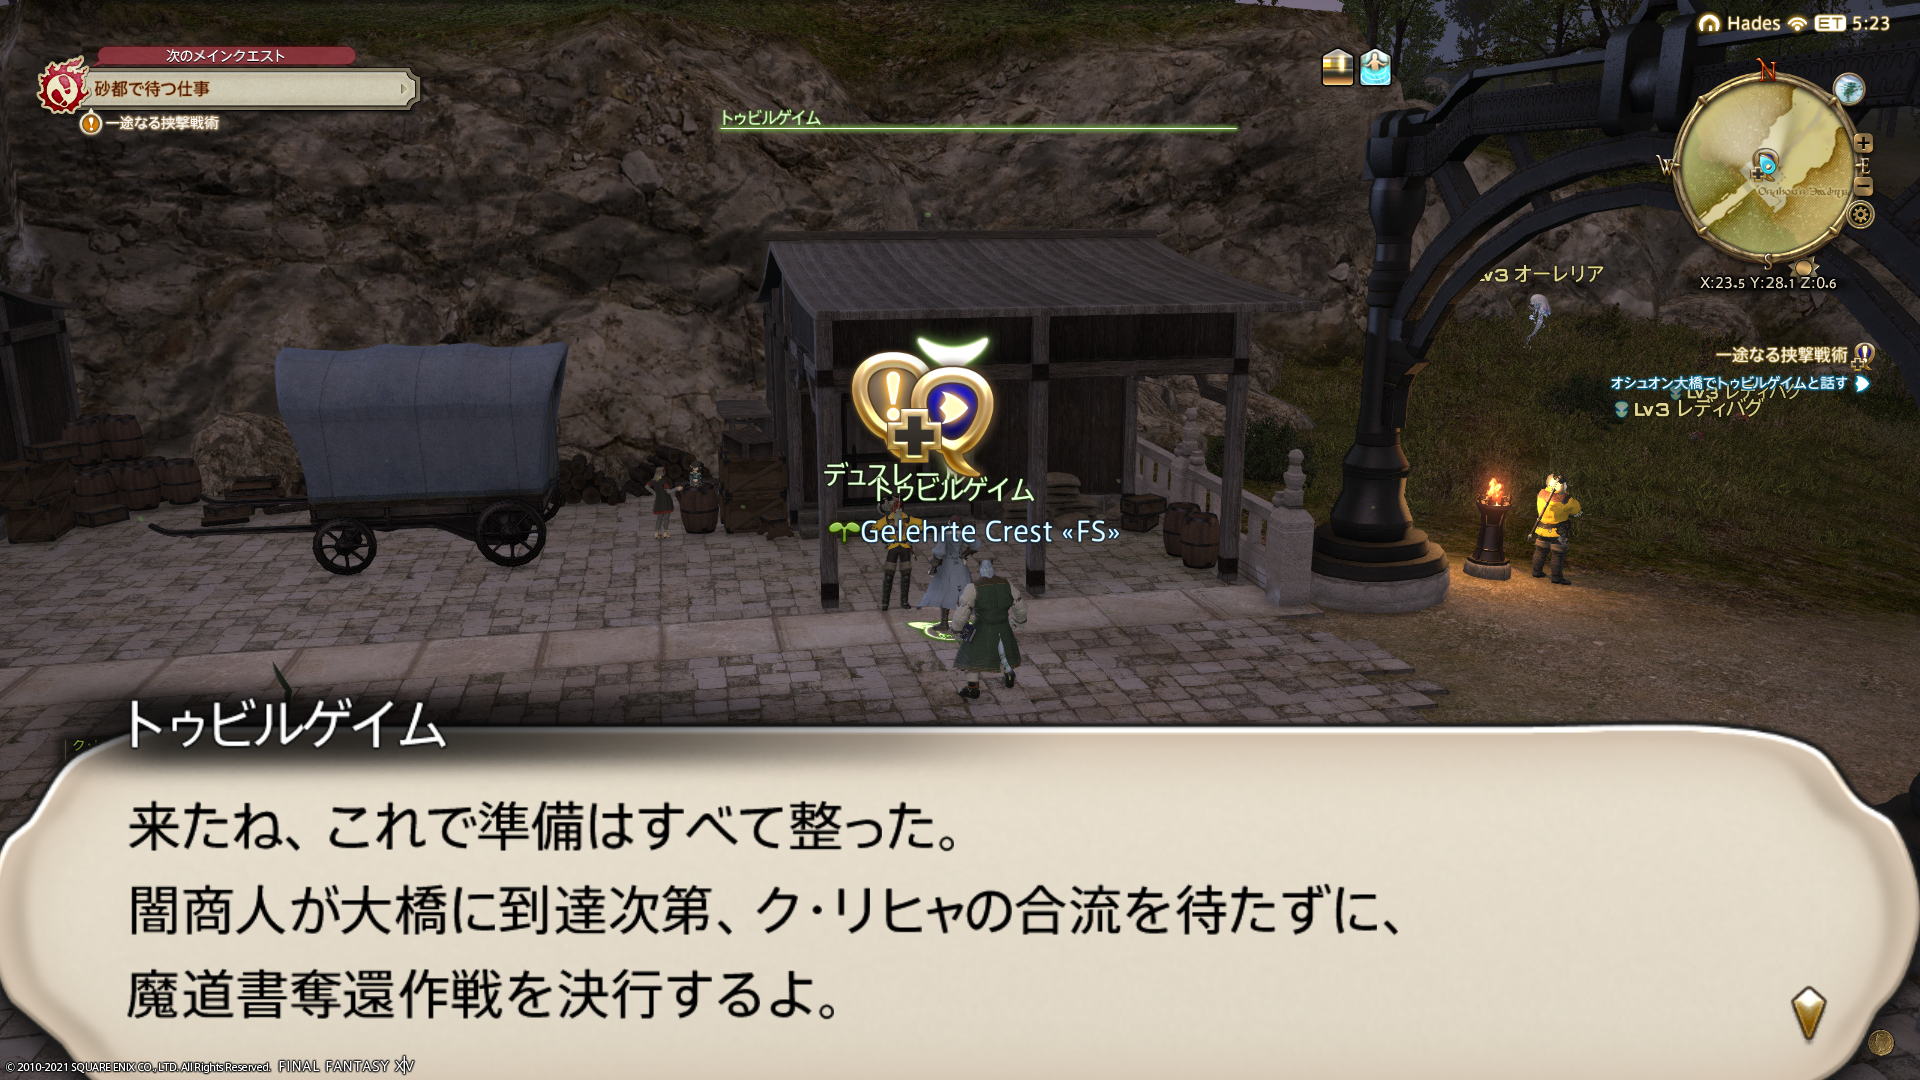 Hades ET 5:23
次のメインクエスト
砂都で待つ仕事
一途なる挟撃戦術
トゥビルゲイム
N
W
E
S
X:23.5 Y:28.1 Z:0.6
Lv3 オーレリア
一途なる挟撃戦術
オシュオン大橋でトゥビルゲイムと話す
Lv3 レディバグ
Lv3 レディバグ
トゥビルゲイム
Gelehrte Crest «FS»
トゥビルゲイム
来たね、これで準備はすべて整った。
闇商人が大橋に到達次第、ク・リヒャの合流を待たずに、
魔道書奪還作戦を決行するよ。
© 2010-2021 SQUARE ENIX CO., LTD. All Rights Reserved. FINAL FANTASY XIV